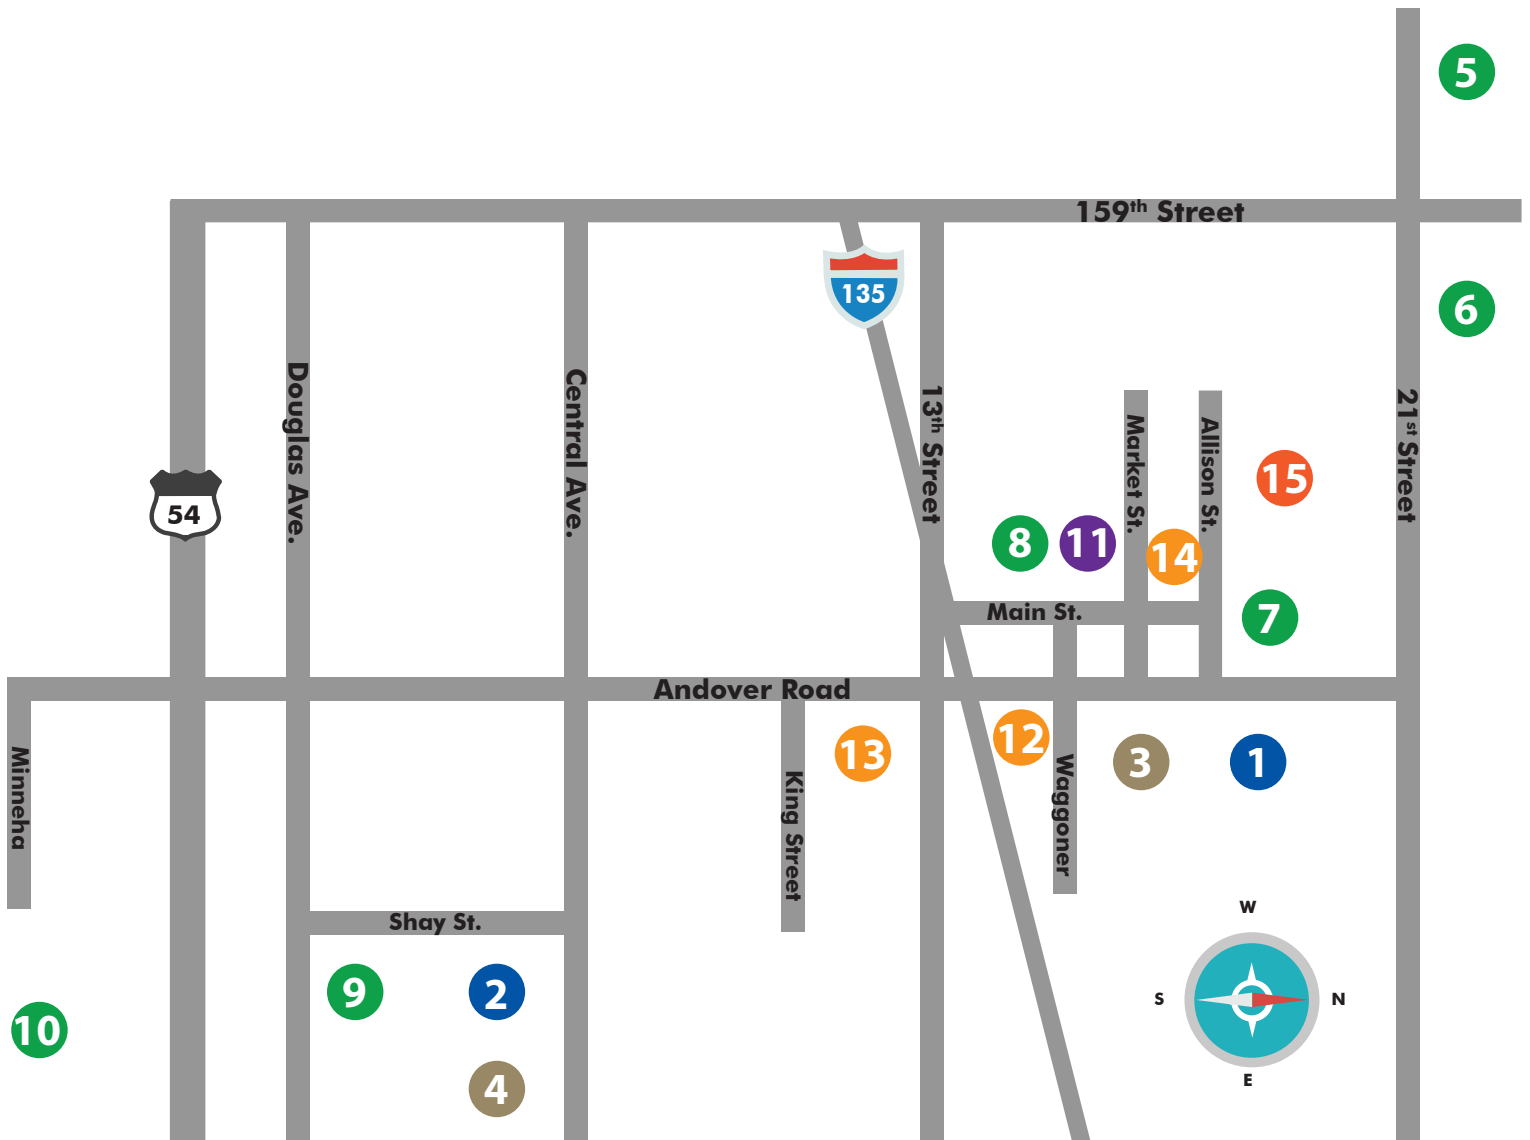 5
159th Street
6
135
Douglas Ave.
Central Ave.
13th Street
Market St.
Allison St.
21st Street
15
54
8
11
14
Main St.
7
Andover Road
Minneha
King Street
13
12
Waggoner
3
1
Shay St.
W
S
N
E
9
2
10
4